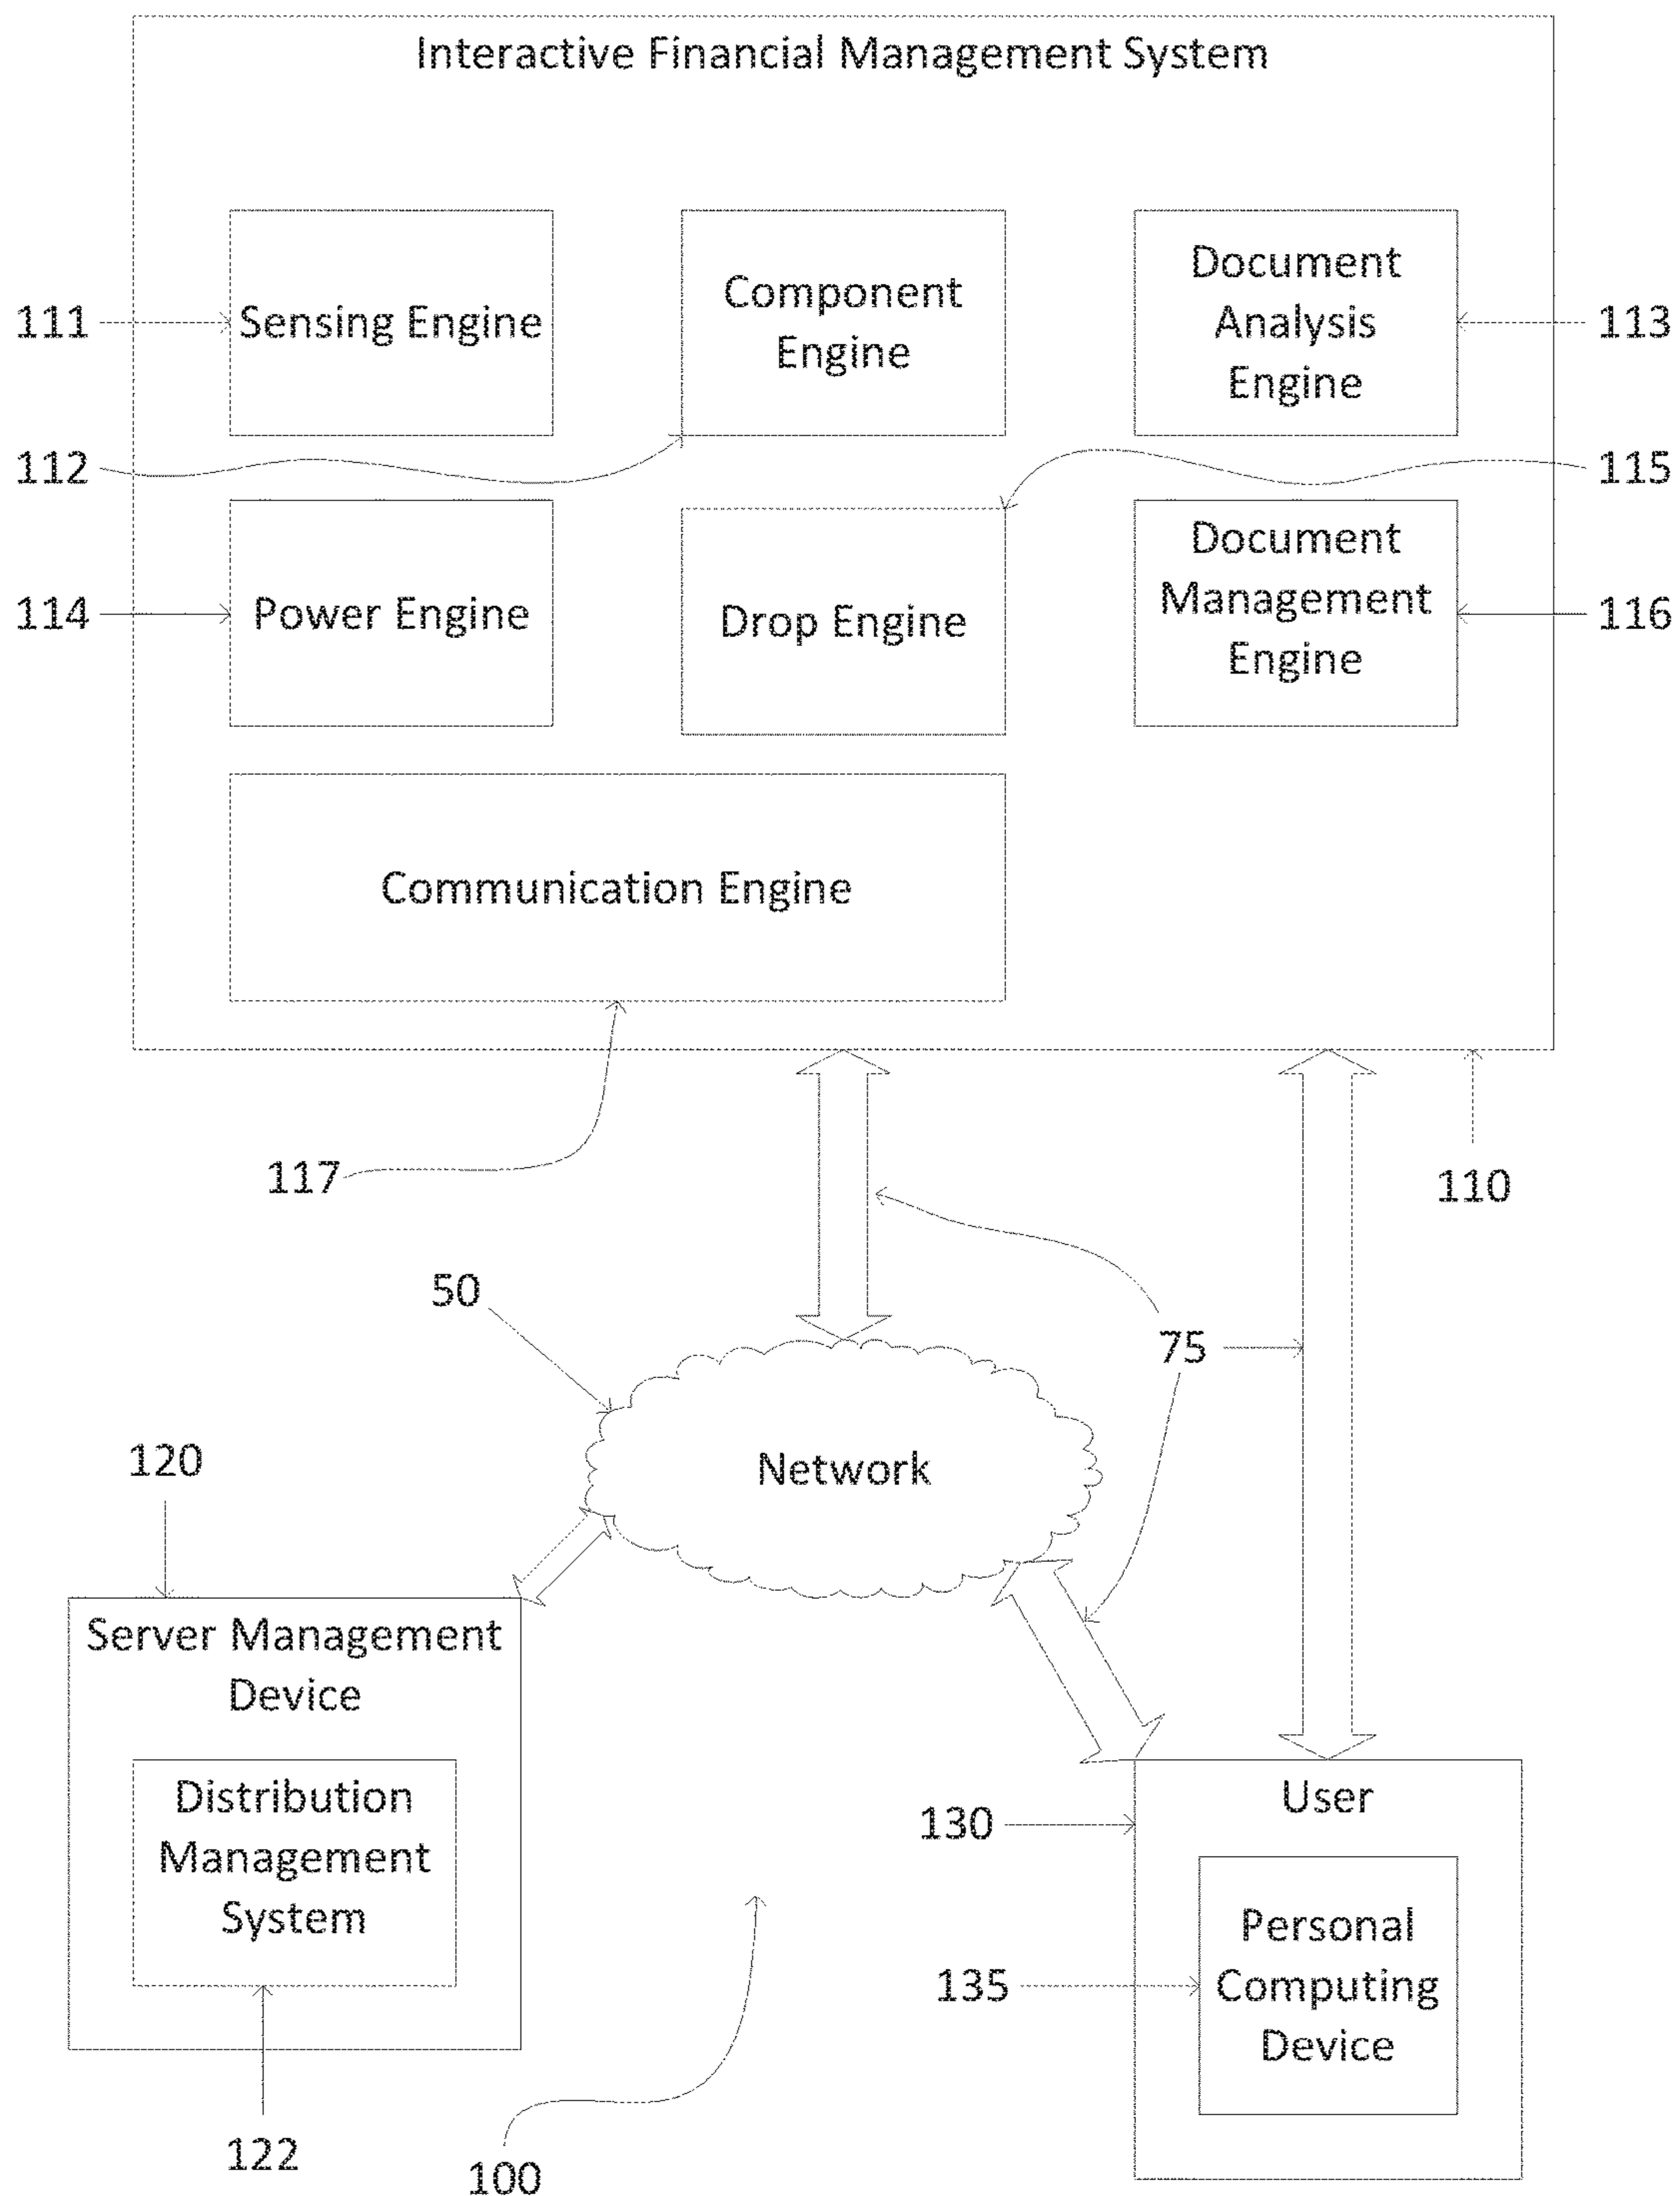 Interactive Financial Management System
111
Sensing Engine
Component
Engine
Document
Analysis
Engine
113
112
115
114
Power Engine
Drop Engine
Document
Management
Engine
116
Communication Engine
117
110
50
75
Network
120
Server Management
Device
Distribution
Management
System
122
100
130
User
135
Personal
Computing
Device